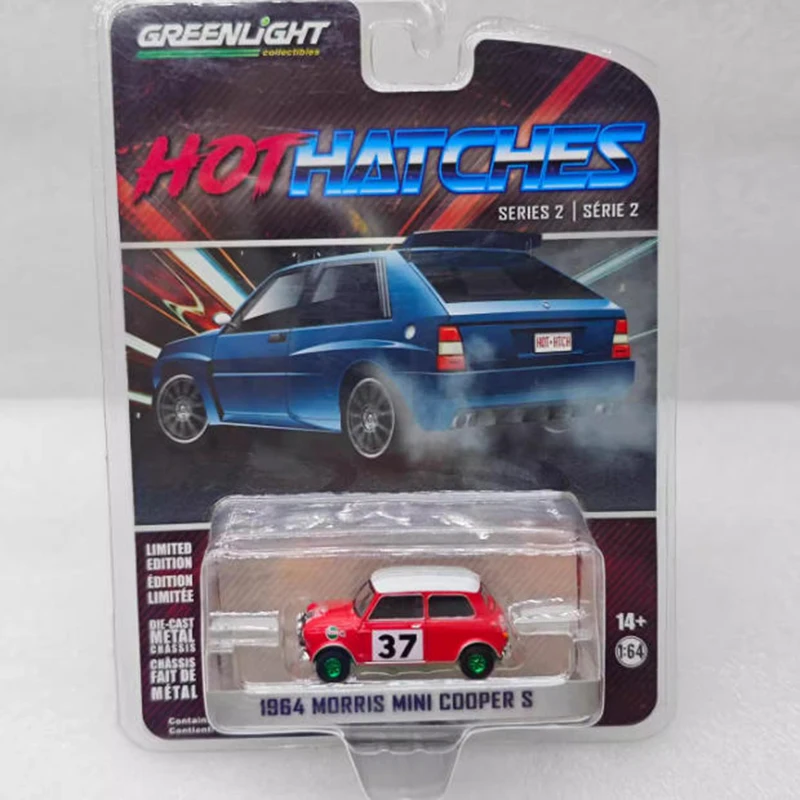 GREENLIGHT
collectibles
HOT HATCHES
SERIES 2 | SÉRIE 2
HOT-HTCH
LIMITED
EDITION
ÉDITION
LIMITÉE
DIE-CAST
METAL
CHASSIS
CHÂSSIS
FAIT DE
MÉTAL
14+
1:64
37
1964 MORRIS MINI COOPER S